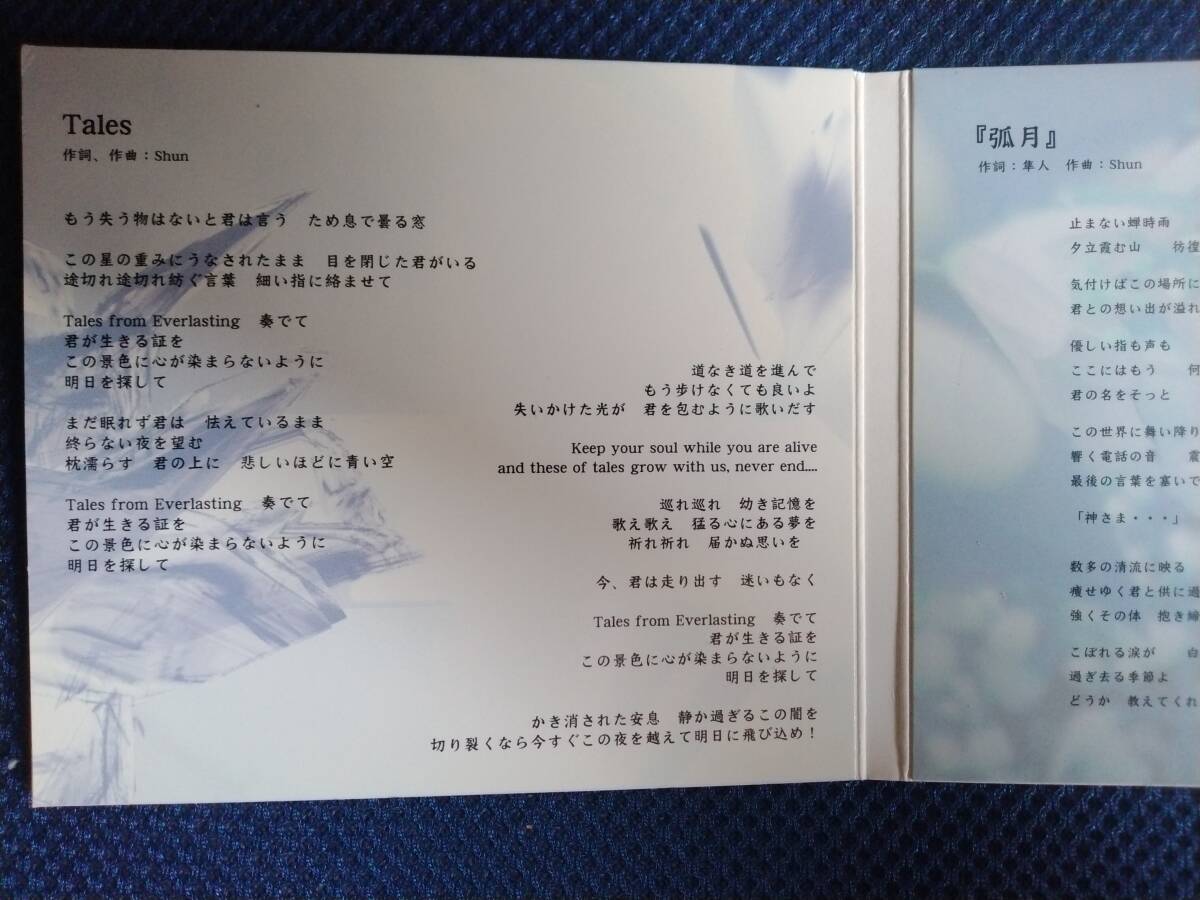 Tales
作詞、作曲：Shun
もう失う物はないと君は言う　ため息で曇る窓
この星の重みにうなされたまま　目を閉じた君がいる
途切れ途切れ紡ぐ言葉　細い指に絡ませて
Tales from Everlasting　奏でて
君が生きる証を
この景色に心が染まらないように
明日を探して
まだ眠れず君は　怯えているまま
終らない夜を望む
枕濡らす　君の上に　悲しいほどに青い空
Tales from Everlasting　奏でて
君が生きる証を
この景色に心が染まらないように
明日を探して
道なき道を進んで
もう歩けなくても良いよ
失いかけた光が　君を包むように歌いだす
Keep your soul while you are alive
and these of tales grow with us, never end....
巡れ巡れ　幼き記憶を
歌え歌え　猛る心にある夢を
祈れ祈れ　届かぬ思いを
今、君は走り出す　迷いもなく
Tales from Everlasting　奏でて
君が生きる証を
この景色に心が染まらないように
明日を探して
かき消された安息　静か過ぎるこの闇を
切り裂くなら今すぐこの夜を越えて明日に飛び込め！
『弧月』
作詞：隼人　作曲：Shun
止まない蝉時雨
夕立霞む山　彷徨
気付けばこの場所に
君との想い出が溢れ
優しい指も声も
ここにはもう　何
君の名をそっと
この世界に舞い降り
響く電話の音　震
最後の言葉を塞いで
「神さま・・・」
数多の清流に映る
痩せゆく君と供に過
強くその体　抱き締
こぼれる涙が　白
過ぎ去る季節よ
どうか　教えてくれ